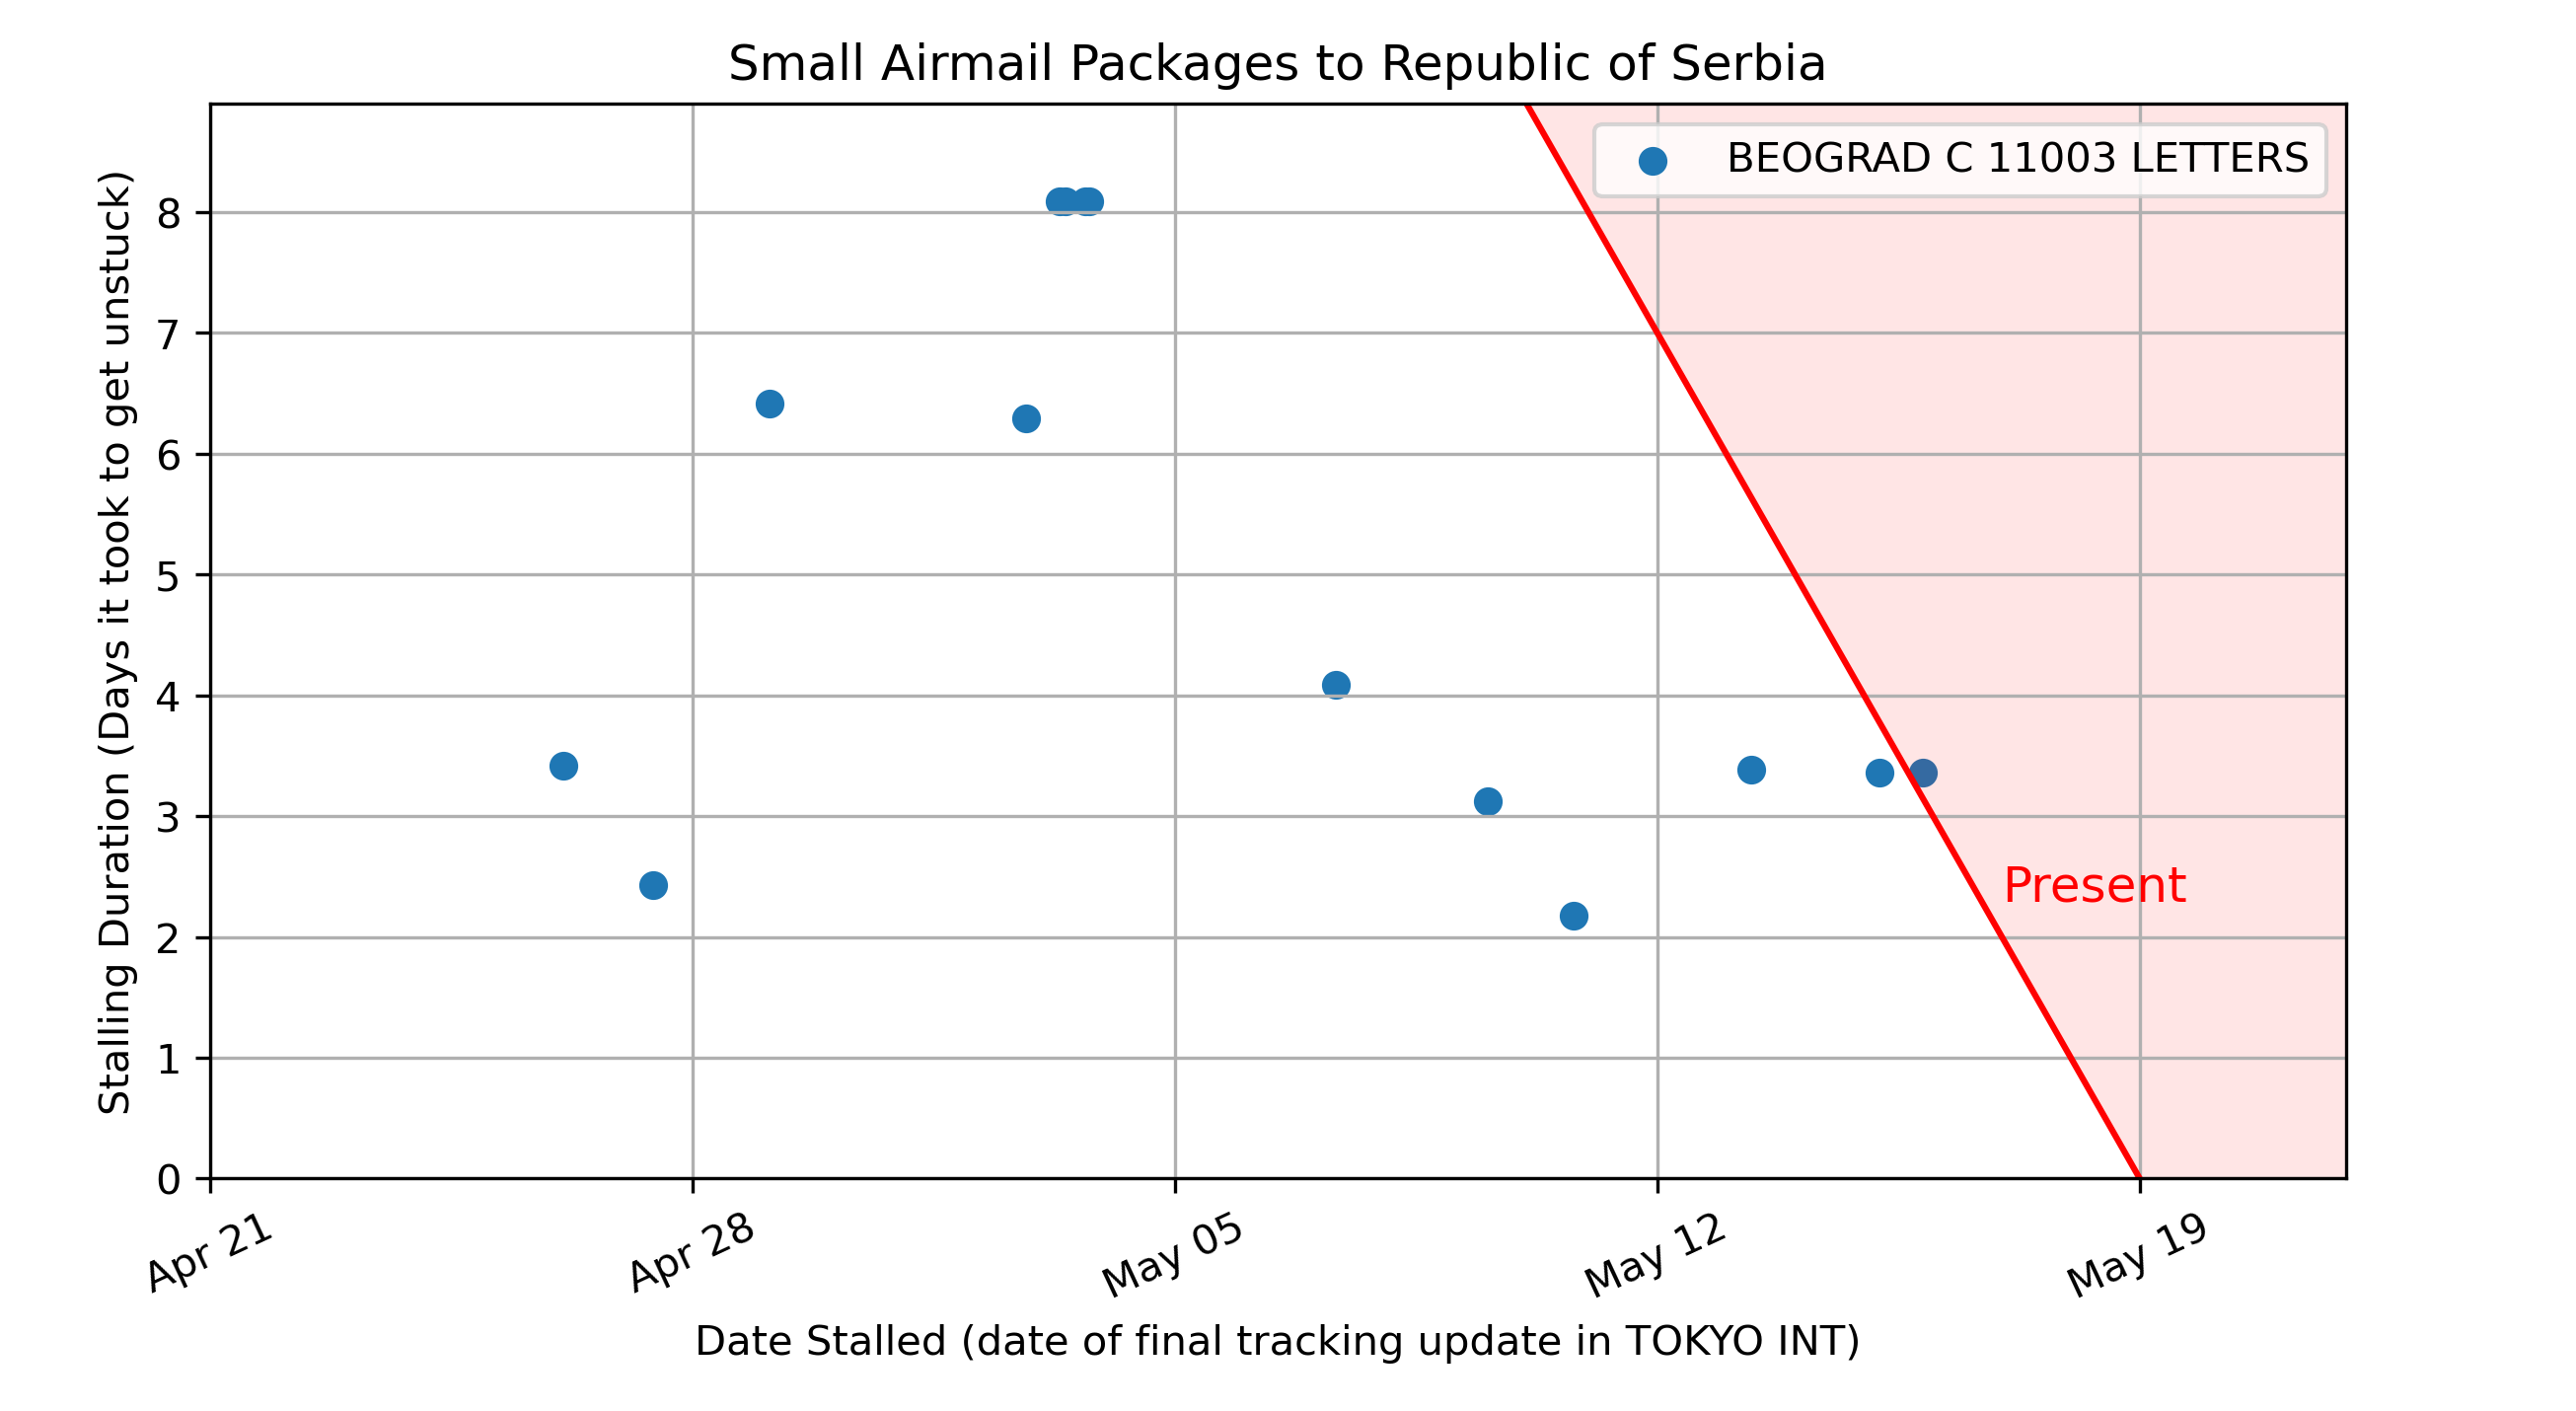 Small Airmail Packages to Republic of Serbia
BEOGRAD C 11003 LETTERS
Stalling Duration (Days it took to get unstuck)
8
7
6
5
4
3
2
1
0
Present
Apr 21
Apr 28
May 05
May 12
May 19
Date Stalled (date of final tracking update in TOKYO INT)